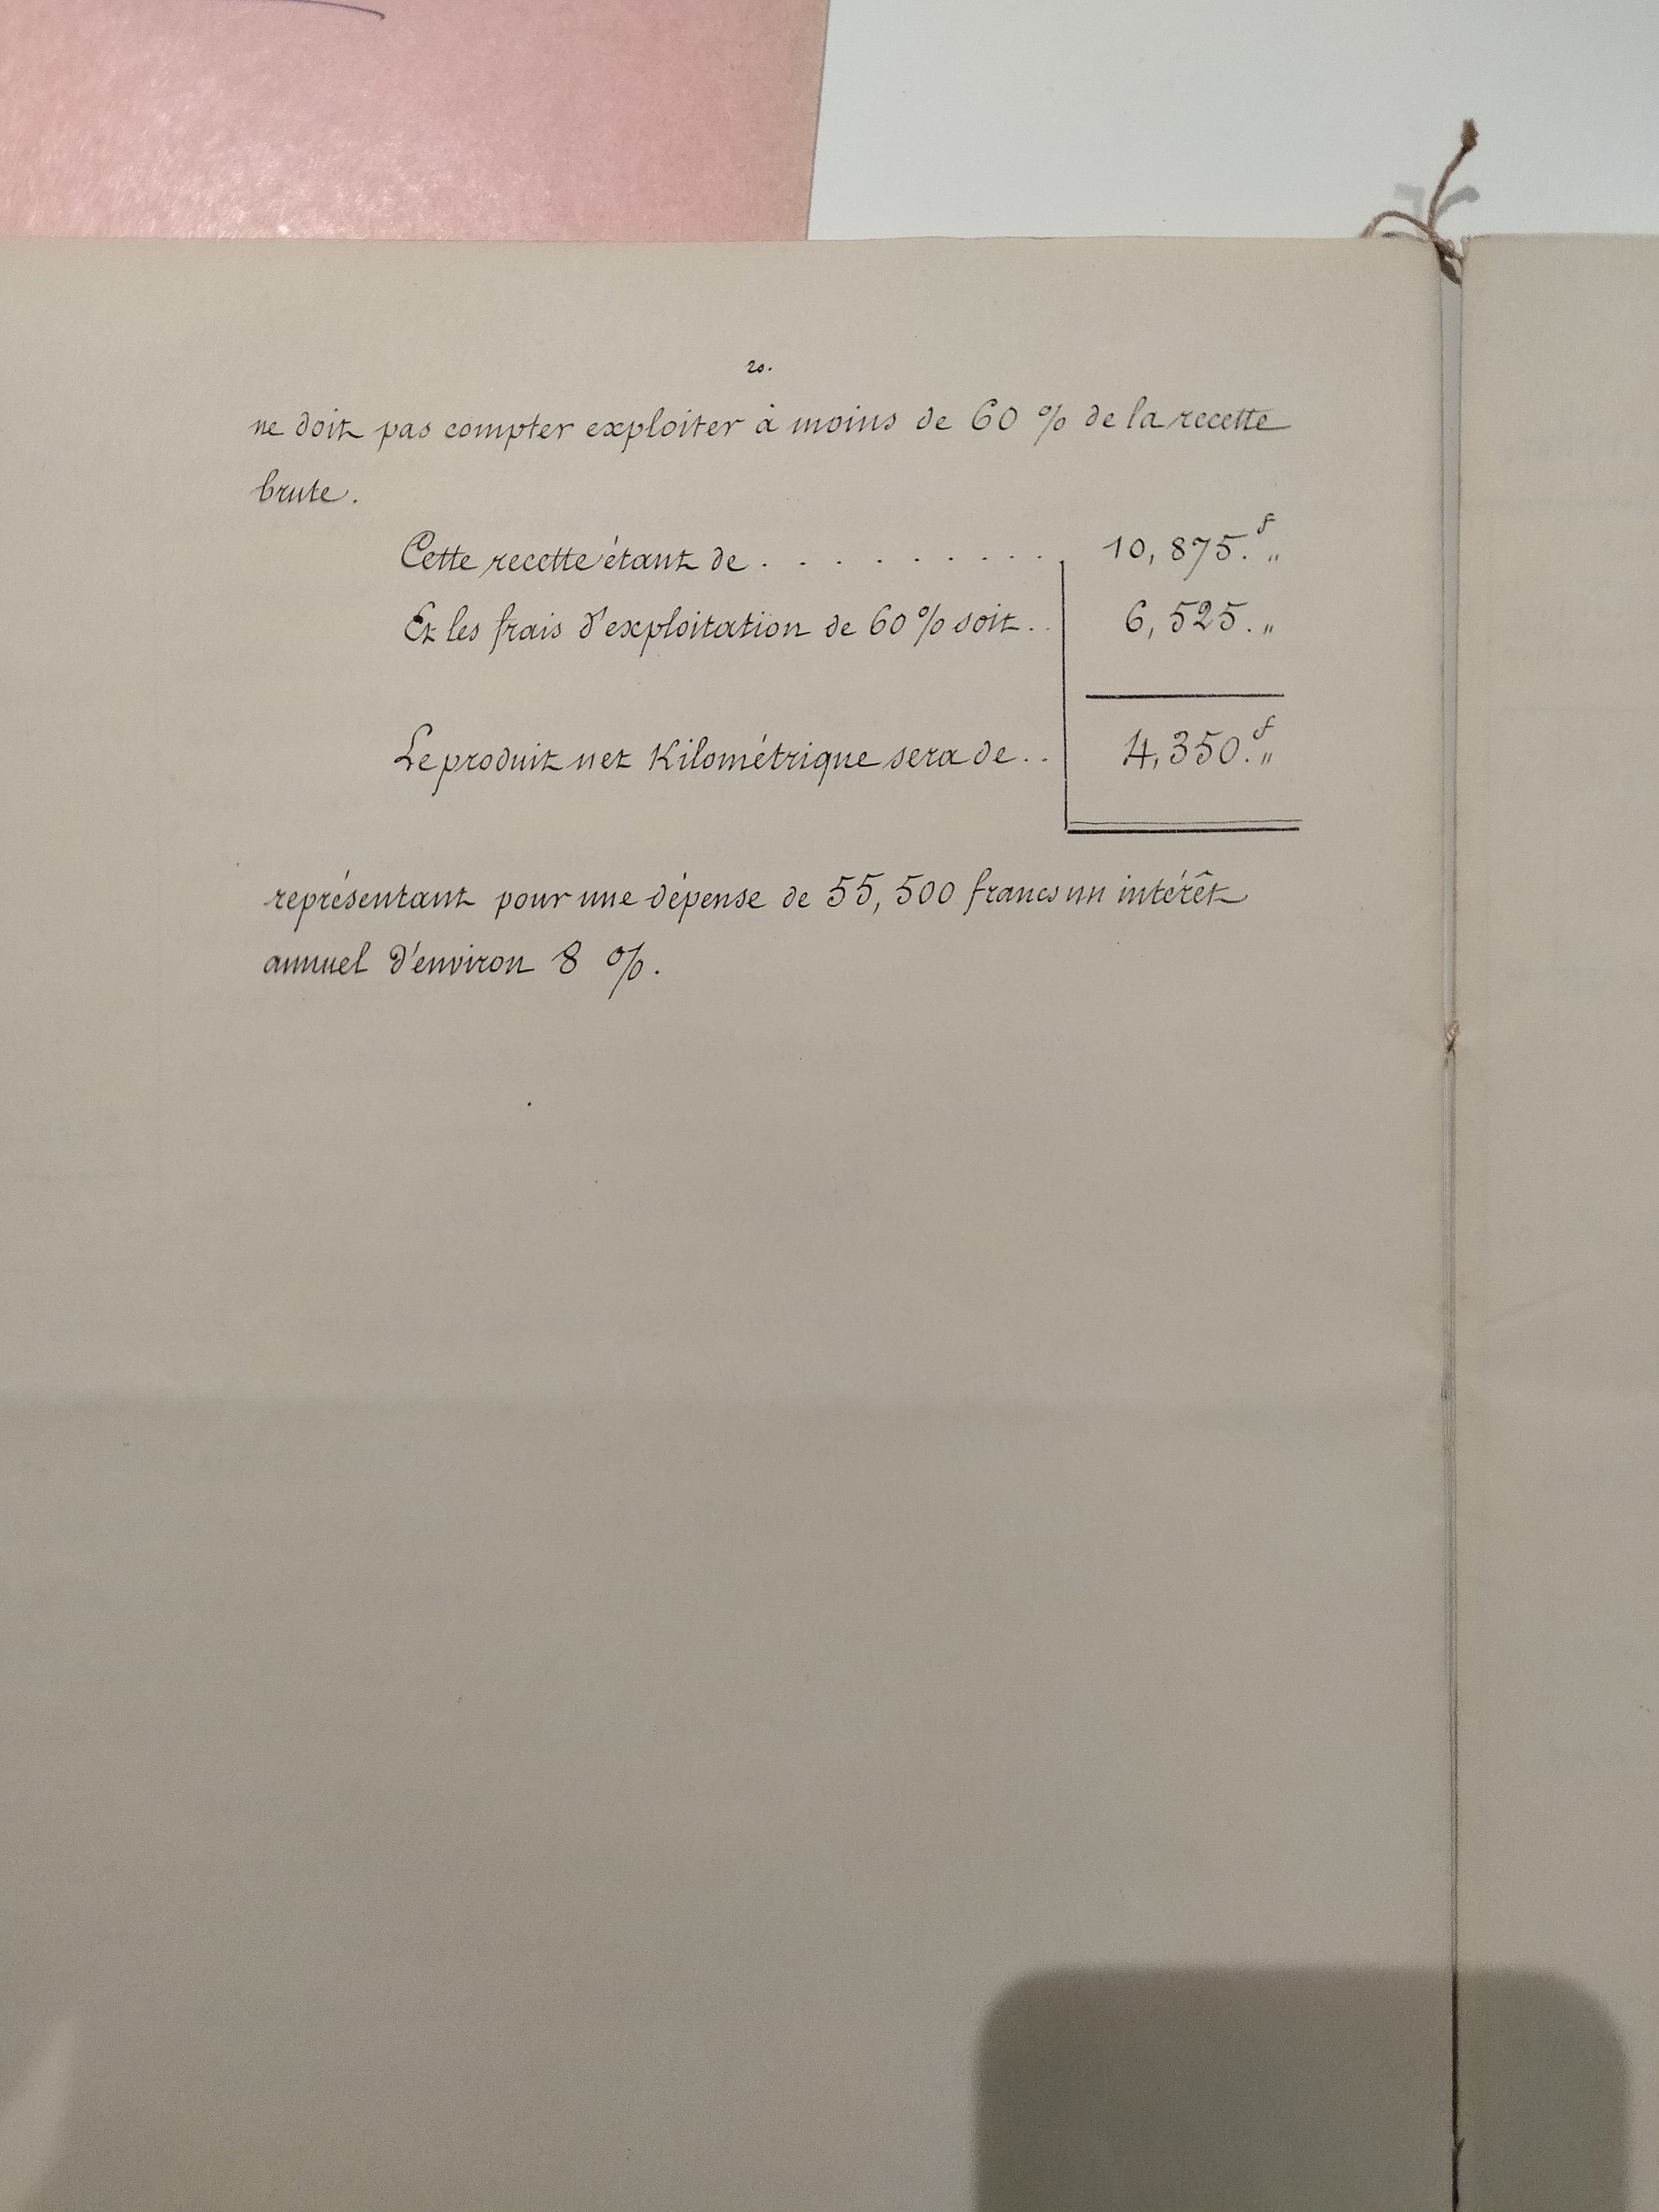 20.
ne doit pas compter exploiter à moins de 60 % de la recette
brute.
Cette recette étant de . . . . . . . . . 10,875.f „
Et les frais d'exploitation de 60 % soit . . 6,525. „
Le produit net Kilométrique sera de . . 4,350.f „
représentant pour une dépense de 55,500 francs un intérêt
annuel d'environ 8 %.